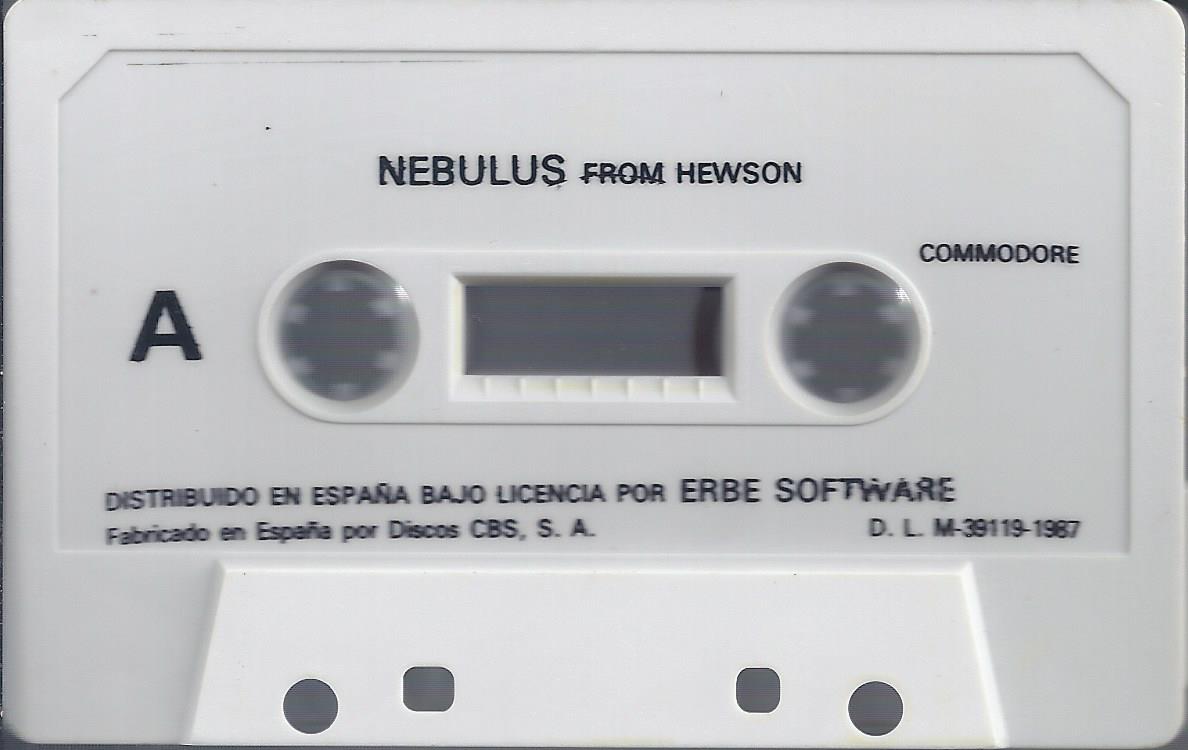 NEBULUS FROM HEWSON
COMMODORE
A
DISTRIBUIDO EN ESPAÑA BAJO LICENCIA POR ERBE SOFTWARE
Fabricado en España por Discos CBS, S. A. D. L. M-39119-1987